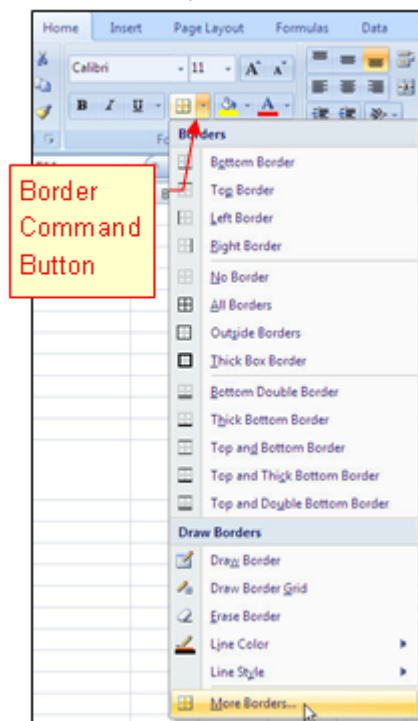 Home Insert Page Layout Formulas Data
Calibri 11 A A
B I U A
Borders
Border
Command
Button
Bottom Border
Top Border
Left Border
Right Border
No Border
All Borders
Outside Borders
Thick Box Border
Bottom Double Border
Thick Bottom Border
Top and Bottom Border
Top and Thick Bottom Border
Top and Double Bottom Border
Draw Borders
Draw Border
Draw Border Grid
Erase Border
Line Color
Line Style
More Borders...